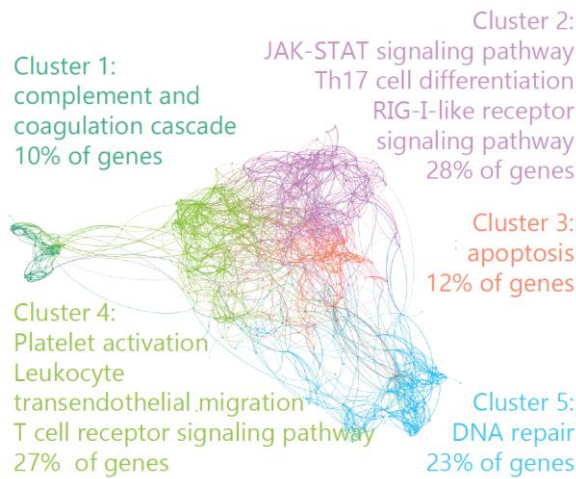 Cluster 1:
complement and
coagulation cascade
10% of genes
Cluster 2:
JAK-STAT signaling pathway
Th17 cell differentiation
RIG-I-like receptor
signaling pathway
28% of genes
Cluster 3:
apoptosis
12% of genes
Cluster 4:
Platelet activation
Leukocyte
transendothelial migration
T cell receptor signaling pathway
27% of genes
Cluster 5:
DNA repair
23% of genes